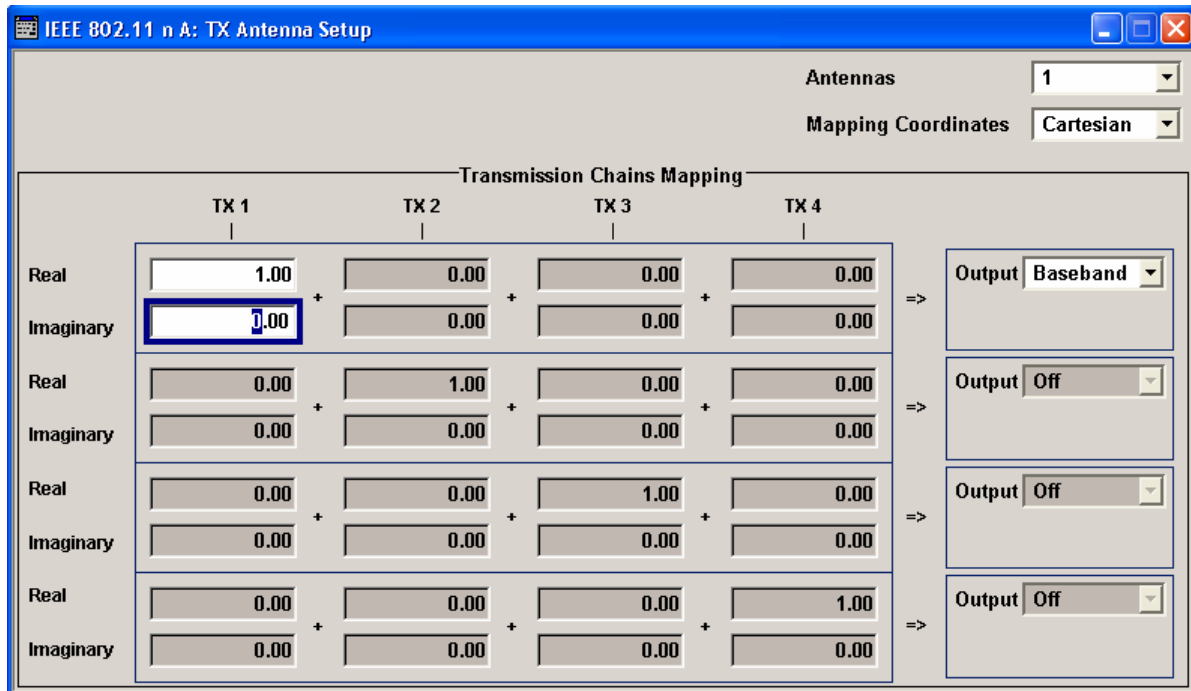 IEEE 802.11 n A: TX Antenna Setup
Antennas 1
Mapping Coordinates Cartesian
Transmission Chains Mapping
TX 1 TX 2 TX 3 TX 4
Real 1.00 + 0.00 + 0.00 + 0.00 => Output Baseband
Imaginary 0.00 0.00 0.00 0.00
Real 0.00 + 1.00 + 0.00 + 0.00 => Output Off
Imaginary 0.00 0.00 0.00 0.00
Real 0.00 + 0.00 + 1.00 + 0.00 => Output Off
Imaginary 0.00 0.00 0.00 0.00
Real 0.00 + 0.00 + 0.00 + 1.00 => Output Off
Imaginary 0.00 0.00 0.00 0.00